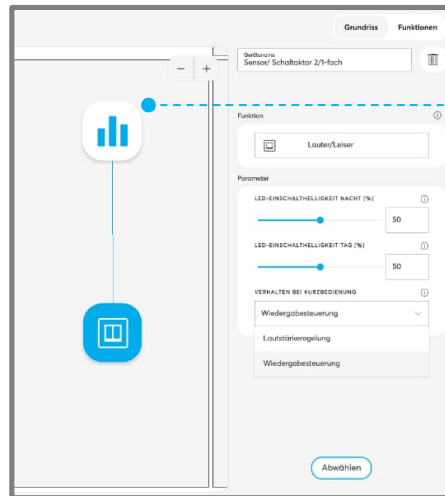 Grundriss Funktionen
Gerätename
Sensor/ Schaltaktor 2/1-fach
− +
Funktion
Lauter/Leiser
Parameter
LED-EINSCHALTHELLIGKEIT NACHT [%]
50
LED-EINSCHALTHELLIGKEIT TAG [%]
50
VERHALTEN BEI KURZBEDIENUNG
Wiedergabesteuerung
Lautstärkeregelung
Wiedergabesteuerung
Abwählen